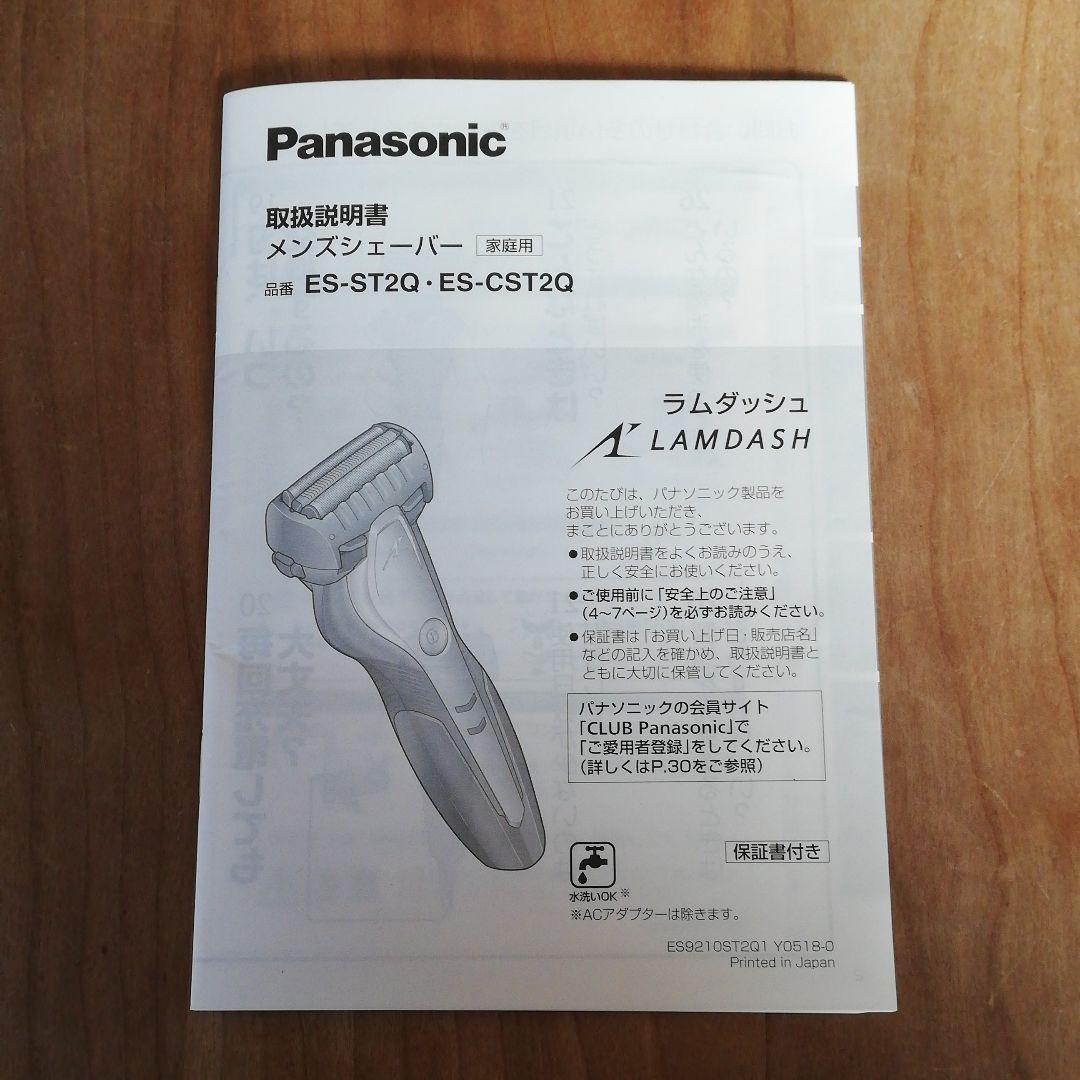 Panasonic®
取扱説明書
メンズシェーバー 家庭用
品番 ES-ST2Q・ES-CST2Q
ラムダッシュ
LAMDASH
このたびは、パナソニック製品を
お買い上げいただき、
まことにありがとうございます。
●取扱説明書をよくお読みのうえ、
正しく安全にお使いください。
●ご使用前に「安全上のご注意」
(4～7ページ)を必ずお読みください。
●保証書は「お買い上げ日・販売店名」
などの記入を確かめ、取扱説明書と
ともに大切に保管してください。
パナソニックの会員サイト
「CLUB Panasonic」で
「ご愛用者登録」をしてください。
(詳しくはP.30をご参照)
保証書付き
水洗いOK※
※ACアダプターは除きます。
ES9210ST2Q1 Y0518-0
Printed in Japan